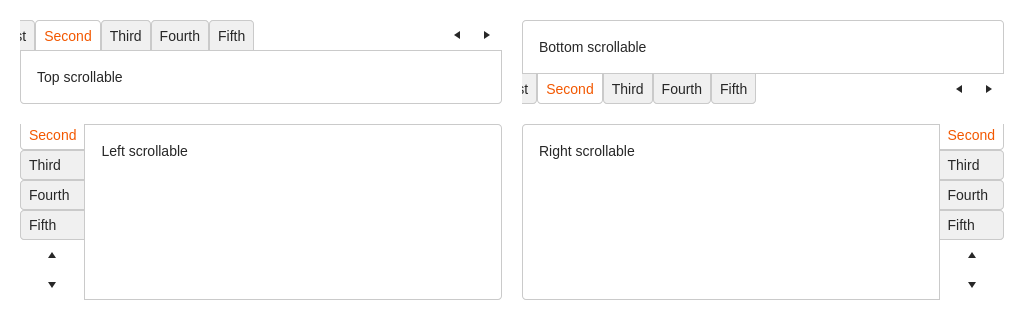 st Second Third Fourth Fifth
Top scrollable
Bottom scrollable
st Second Third Fourth Fifth
Second
Third
Fourth
Fifth
Left scrollable
Right scrollable
Second
Third
Fourth
Fifth